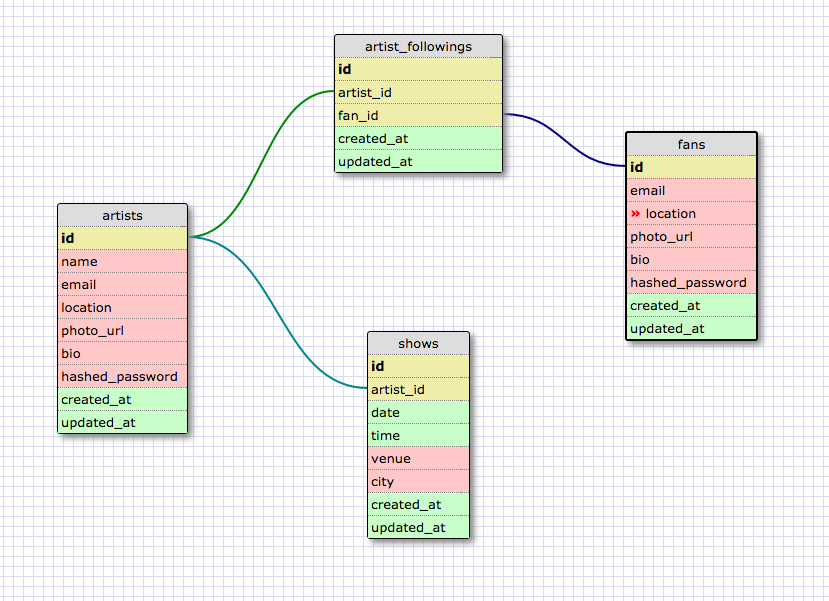 artist_followings
id
artist_id
fan_id
created_at
updated_at
fans
id
email
» location
photo_url
bio
hashed_password
created_at
updated_at
artists
id
name
email
location
photo_url
bio
hashed_password
created_at
updated_at
shows
id
artist_id
date
time
venue
city
created_at
updated_at